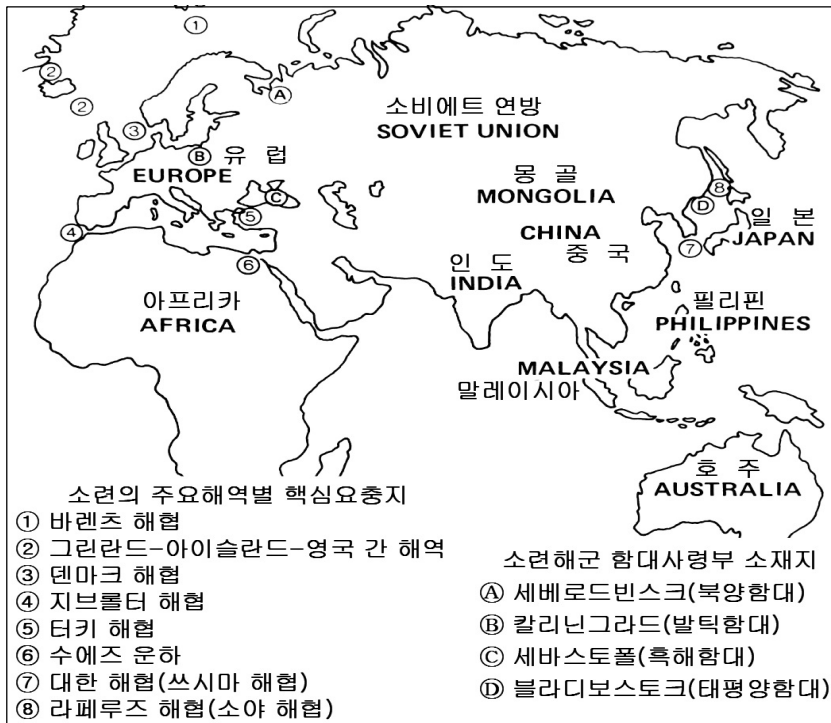 ①
②
②
Ⓐ
③
소비에트 연방
SOVIET UNION
Ⓑ 유 럽
EUROPE
Ⓒ
몽 골
MONGOLIA
⑧
Ⓓ
⑤
④
일 본
JAPAN
CHINA
중 국
⑦
⑥
인 도
INDIA
아프리카
AFRICA
필리핀
PHILIPPINES
MALAYSIA
말레이시아
호 주
AUSTRALIA
소련의 주요해역별 핵심요충지
① 바렌츠 해협
② 그린란드-아이슬란드-영국 간 해역
③ 덴마크 해협
④ 지브롤터 해협
⑤ 터키 해협
⑥ 수에즈 운하
⑦ 대한 해협(쓰시마 해협)
⑧ 라페루즈 해협(소야 해협)
소련해군 함대사령부 소재지
Ⓐ 세베로드빈스크(북양함대)
Ⓑ 칼리닌그라드(발틱함대)
Ⓒ 세바스토폴(흑해함대)
Ⓓ 블라디보스토크(태평양함대)